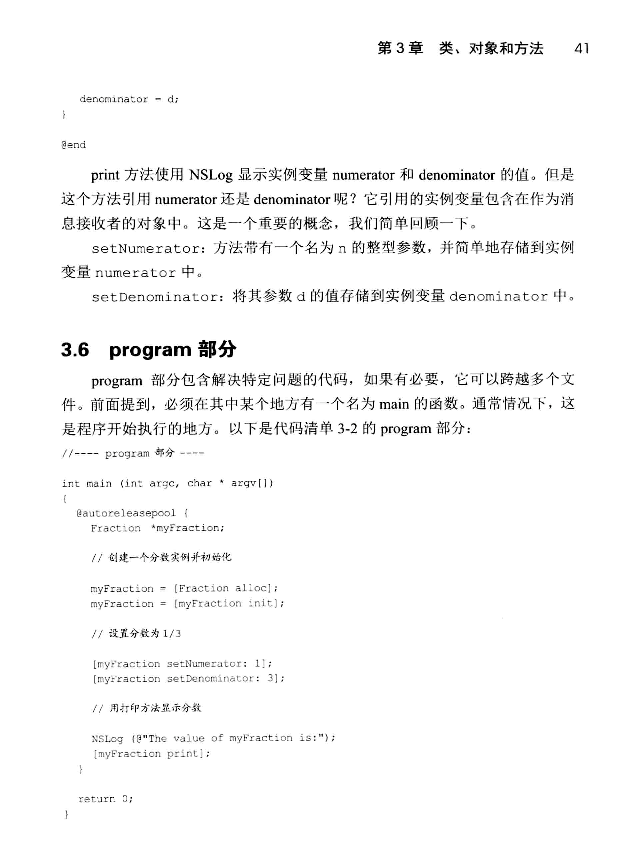 第 3 章 类、对象和方法 41
denominator = d;
}
@end
print 方法使用 NSLog 显示实例变量 numerator 和 denominator 的值。但是
这个方法引用 numerator 还是 denominator 呢？它引用的实例变量包含在作为消
息接收者的对象中。这是一个重要的概念，我们简单回顾一下。
setNumerator: 方法带有一个名为 n 的整型参数，并简单地存储到实例
变量 numerator 中。
setDenominator: 将其参数 d 的值存储到实例变量 denominator 中。
3.6 program 部分
program 部分包含解决特定问题的代码，如果有必要，它可以跨越多个文
件。前面提到，必须在其中某个地方有一个名为 main 的函数。通常情况下，这
是程序开始执行的地方。以下是代码清单 3-2 的 program 部分：
//---- program 部分 ----
int main (int argc, char * argv[])
{
@autoreleasepool {
Fraction *myFraction;
// 创建一个分数实例并初始化
myFraction = [Fraction alloc];
myFraction = [myFraction init];
// 设置分数为 1/3
[myFraction setNumerator: 1];
[myFraction setDenominator: 3];
// 用打印方法显示分数
NSLog (@"The value of myFraction is:");
[myFraction print];
}
return 0;
}